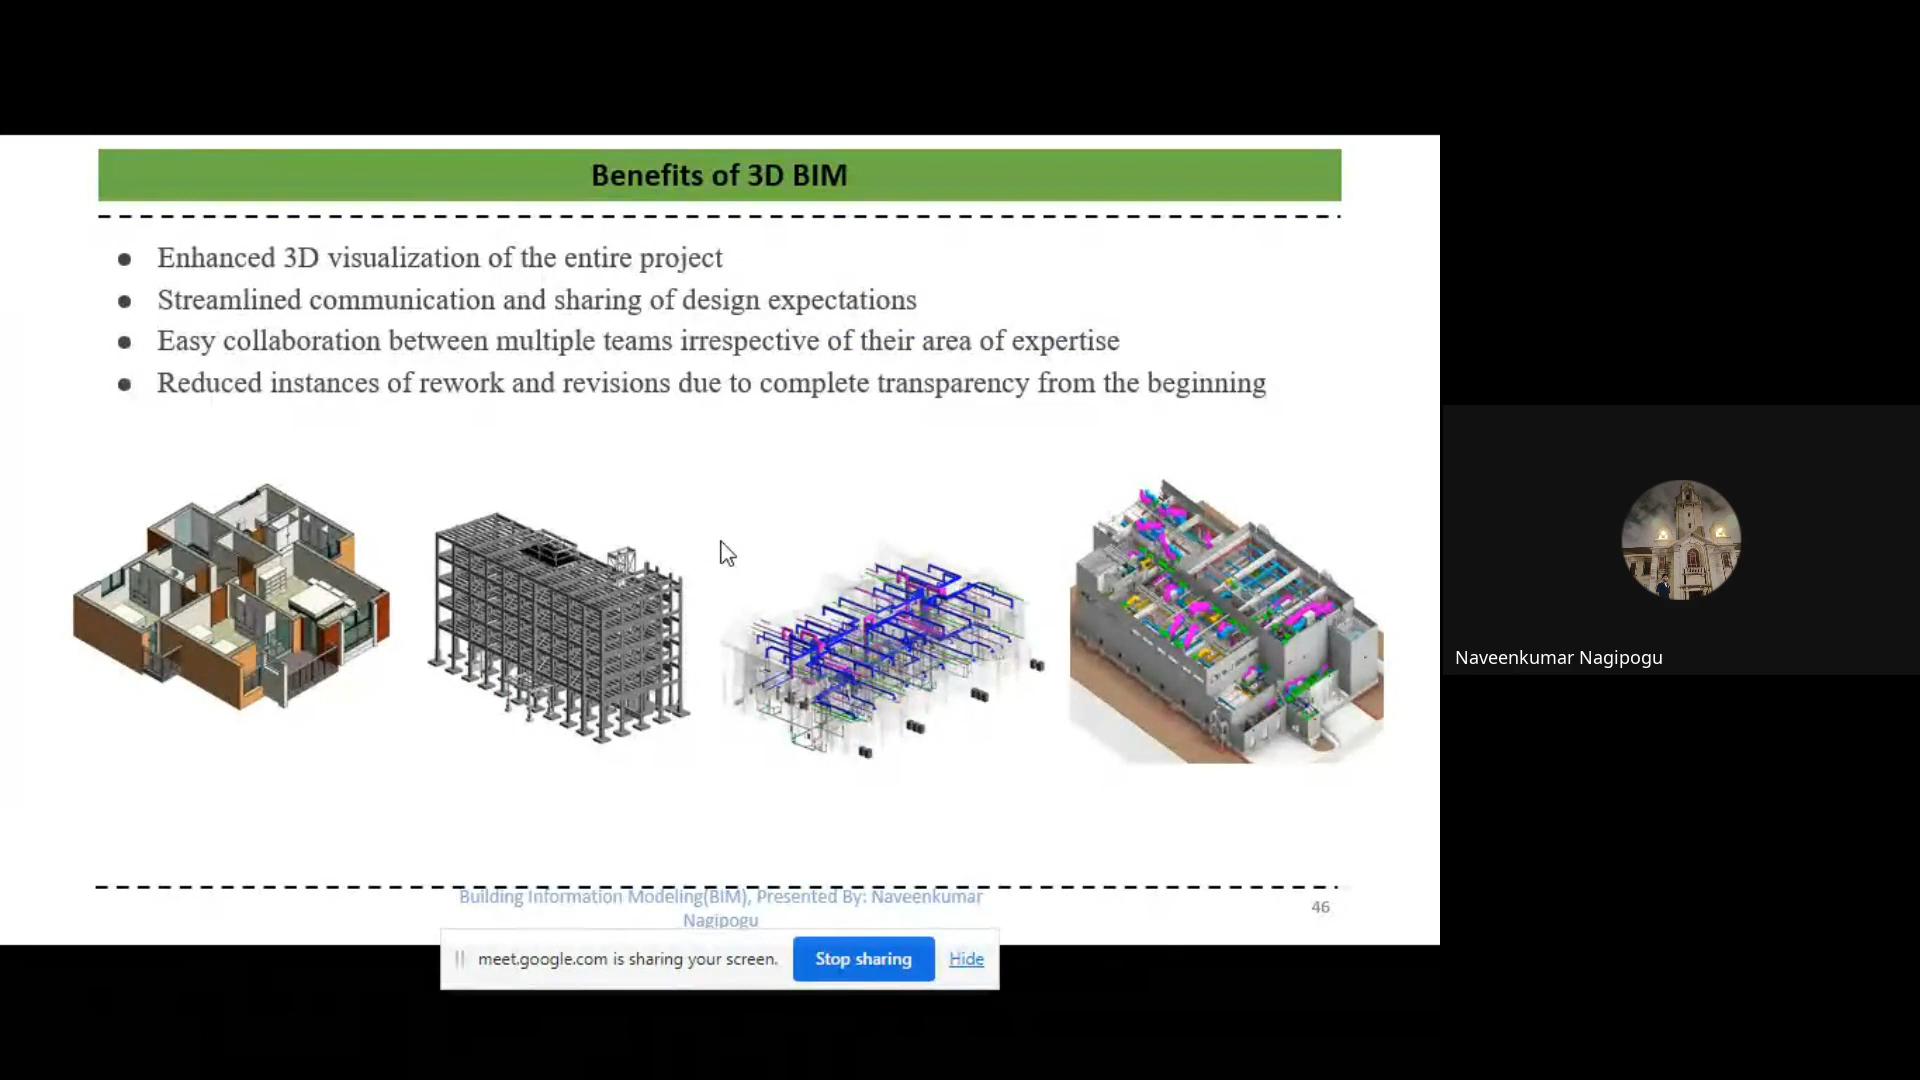 Benefits of 3D BIM
● Enhanced 3D visualization of the entire project
● Streamlined communication and sharing of design expectations
● Easy collaboration between multiple teams irrespective of their area of expertise
● Reduced instances of rework and revisions due to complete transparency from the beginning
Naveenkumar Nagipogu
Building Information Modeling(BIM), Presented By: Naveenkumar
Nagipogu
46
meet.google.com is sharing your screen. Stop sharing Hide